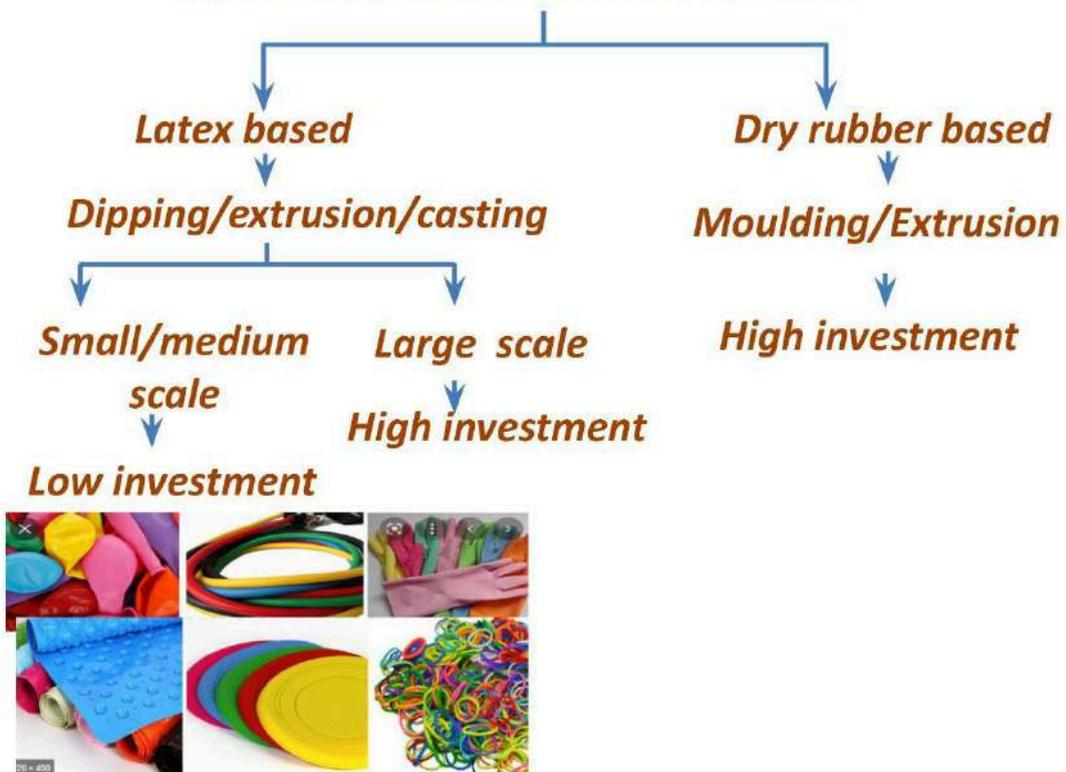 Latex based
Dry rubber based
Dipping/extrusion/casting
Moulding/Extrusion
Small/medium
scale
Large scale
High investment
High investment
Low investment